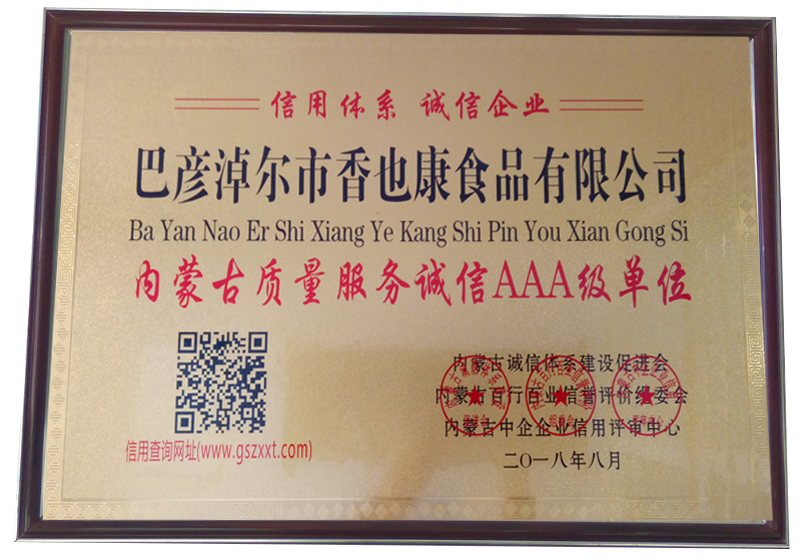 信用体系 诚信企业
巴彦淖尔市香也康食品有限公司
Ba Yan Nao Er Shi Xiang Ye Kang Shi Pin You Xian Gong Si
内蒙古质量服务诚信AAA级单位
内蒙古诚信体系建设促进会
内蒙古百行百业信誉评价组委会
内蒙古中企企业信用评审中心
二〇一八年八月
信用查询网址(www.gszxxt.com)